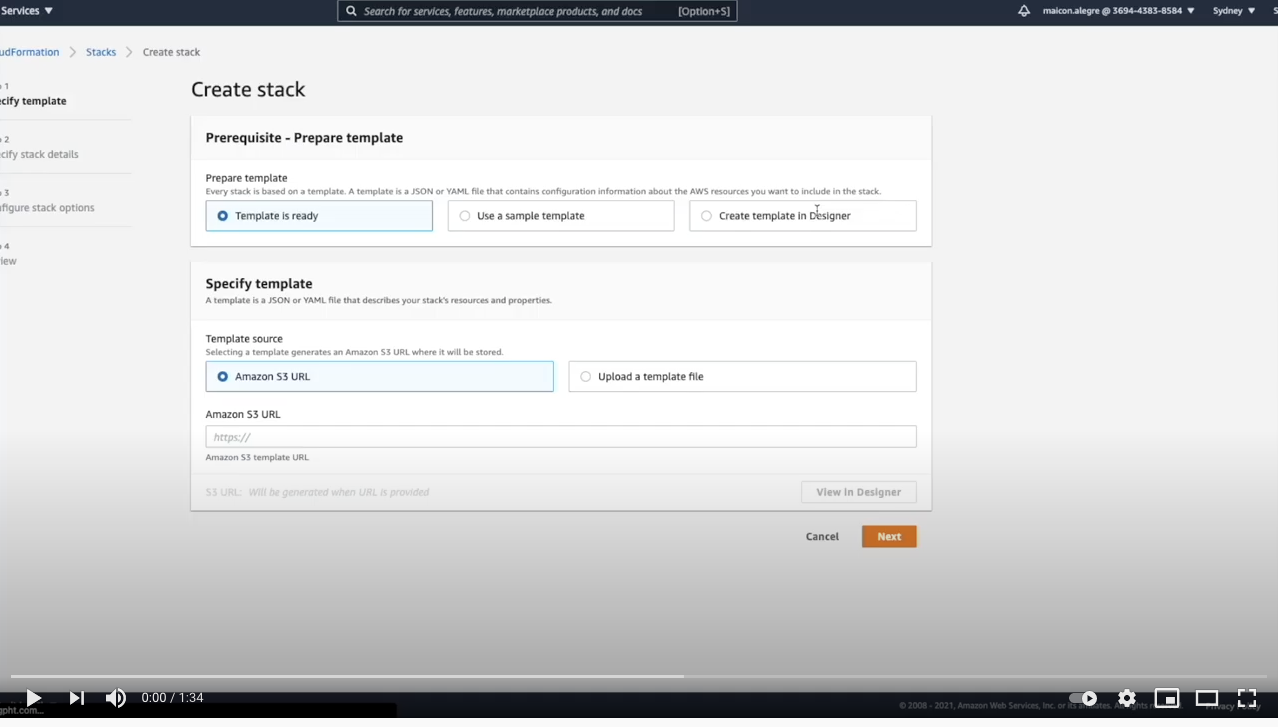 Services
Search for services, features, marketplace products, and docs [Option+S]
maicon.alegre @ 3694-4383-8584
Sydney
S
udFormation
Stacks
Create stack
1
cify template
2
cify stack details
3
nfigure stack options
4
iew
Create stack
Prerequisite - Prepare template
Prepare template
Every stack is based on a template. A template is a JSON or YAML file that contains configuration information about the AWS resources you want to include in the stack.
Template is ready
Use a sample template
Create template in Designer
Specify template
A template is a JSON or YAML file that describes your stack's resources and properties.
Template source
Selecting a template generates an Amazon S3 URL where it will be stored.
Amazon S3 URL
Upload a template file
Amazon S3 URL
https://
Amazon S3 template URL
S3 URL: Will be generated when URL is provided
View in Designer
Cancel
Next
0:00 / 1:34
gpht.com...
© 2008 - 2021, Amazon Web Services, Inc. or its affiliates. All rights
Privacy Policy